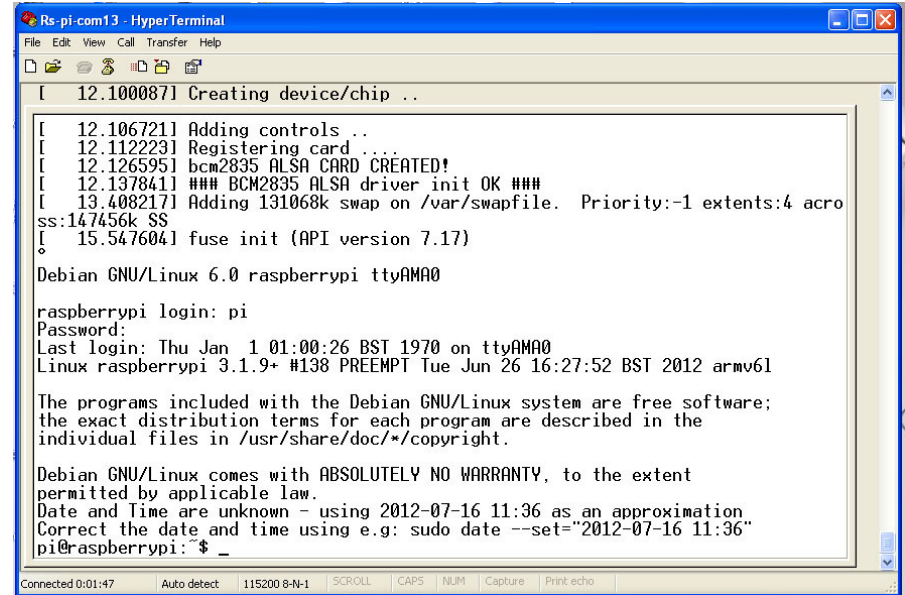 Rs-pi-com13 - HyperTerminal
File Edit View Call Transfer Help
[   12.100087] Creating device/chip ..
[   12.106721] Adding controls ..
[   12.112223] Registering card ....
[   12.126595] bcm2835 ALSA CARD CREATED!
[   12.137841] ### BCM2835 ALSA driver init OK ###
[   13.408217] Adding 131068k swap on /var/swapfile.  Priority:-1 extents:4 acro
ss:147456k SS
[   15.547604] fuse init (API version 7.17)
Debian GNU/Linux 6.0 raspberrypi ttyAMA0
raspberrypi login: pi
Password:
Last login: Thu Jan  1 01:00:26 BST 1970 on ttyAMA0
Linux raspberrypi 3.1.9+ #138 PREEMPT Tue Jun 26 16:27:52 BST 2012 armv6l
The programs included with the Debian GNU/Linux system are free software;
the exact distribution terms for each program are described in the
individual files in /usr/share/doc/*/copyright.
Debian GNU/Linux comes with ABSOLUTELY NO WARRANTY, to the extent
permitted by applicable law.
Date and Time are unknown - using 2012-07-16 11:36 as an approximation
Correct the date and time using e.g: sudo date --set="2012-07-16 11:36"
pi@raspberrypi:~$ _
Connected 0:01:47 Auto detect 115200 8-N-1 SCROLL CAPS NUM Capture Print echo